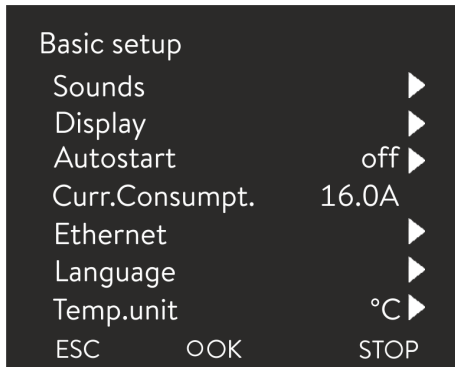 Basic setup
Sounds
Display
Autostart off
Curr.Consumpt. 16.0A
Ethernet
Language
Temp.unit °C
ESC OOK STOP